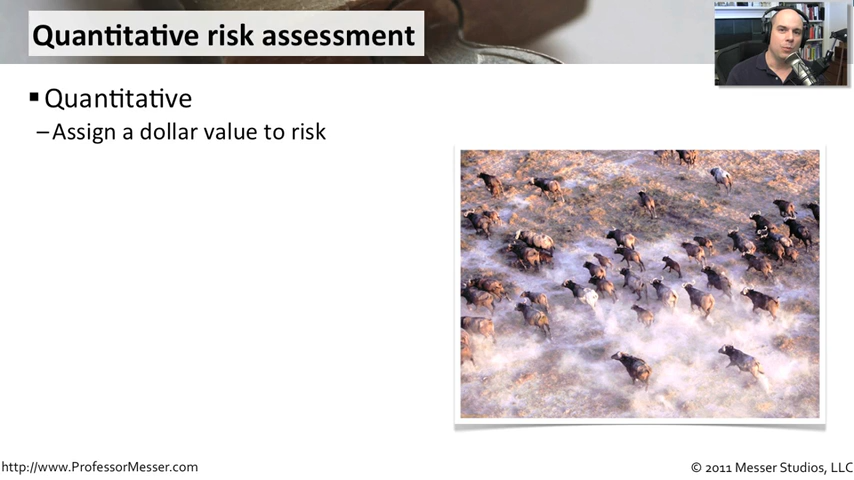 Quantitative risk assessment
▪ Quantitative
–Assign a dollar value to risk
http://www.ProfessorMesser.com
© 2011 Messer Studios, LLC